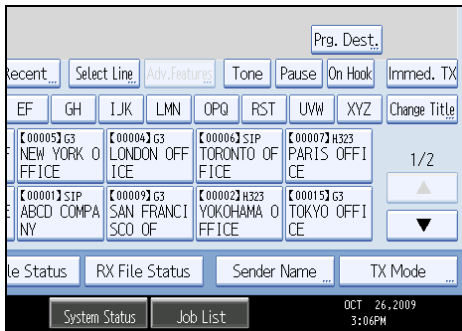 Prg. Dest.
Recent Select Line Adv.Features Tone Pause On Hook Immed. TX
EF GH IJK LMN OPQ RST UVW XYZ Change Title
【00005】G3 【00004】G3 【00006】SIP 【00007】H323
NEW YORK O LONDON OFF TORONTO OF PARIS OFFI
FFICE ICE FICE CE
1/2
【00001】SIP 【00009】G3 【00002】H323 【00015】G3
ABCD COMPA SAN FRANCI YOKOHAMA O TOKYO OFFI
NY SCO OF FFICE CE
le Status RX File Status Sender Name TX Mode
System Status Job List OCT 26,2009
3:06PM